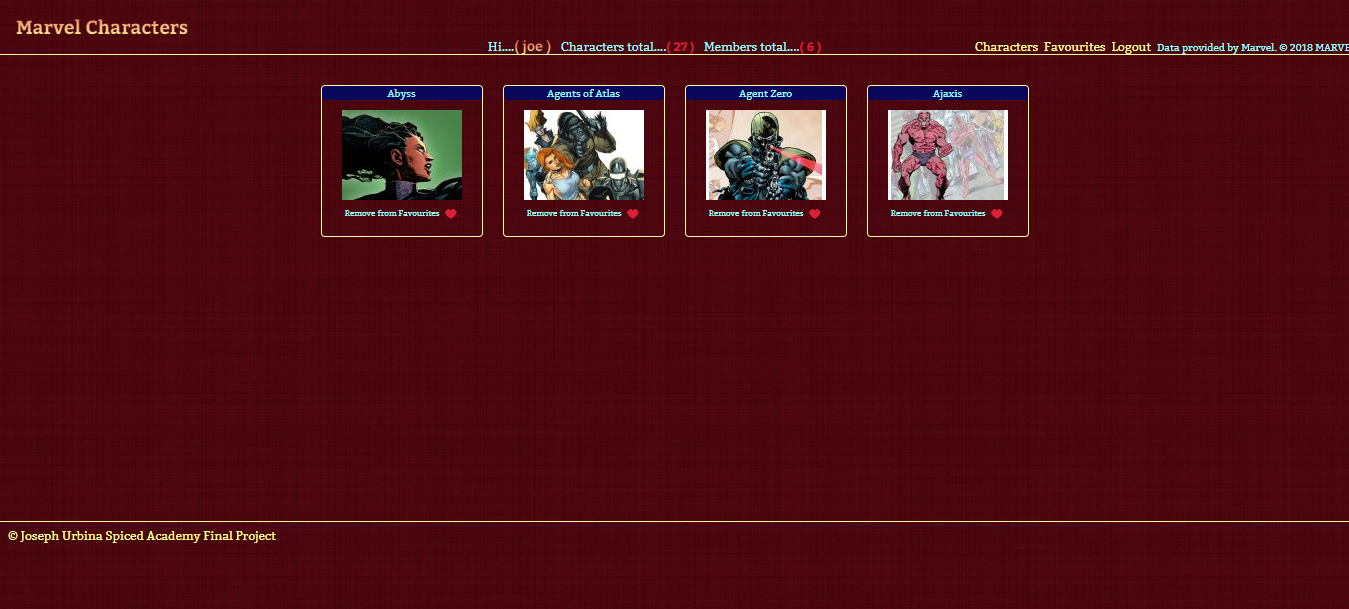 Marvel Characters
Hi....( joe ) Characters total....( 27 ) Members total....( 6 ) Characters Favourites Logout Data provided by Marvel. © 2018 MARVE
Abyss Agents of Atlas Agent Zero Ajaxis
Remove from Favourites Remove from Favourites Remove from Favourites Remove from Favourites
© Joseph Urbina Spiced Academy Final Project